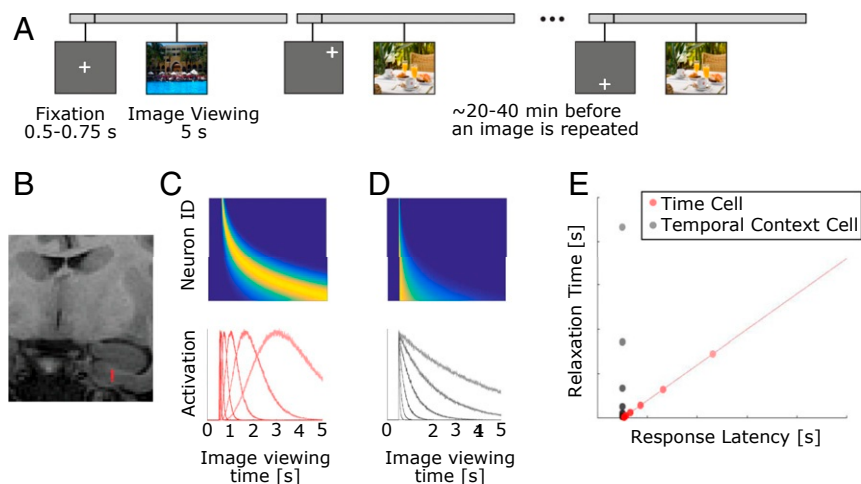 A
Fixation
0.5-0.75 s
Image Viewing
5 s
~20-40 min before
an image is repeated
B
C
D
E
Neuron ID
Activation
0 1 2 3 4 5
Image viewing
time [s]
0 2 3 4 5
Image viewing
time [s]
Time Cell
Temporal Context Cell
Relaxation Time [s]
Response Latency [s]